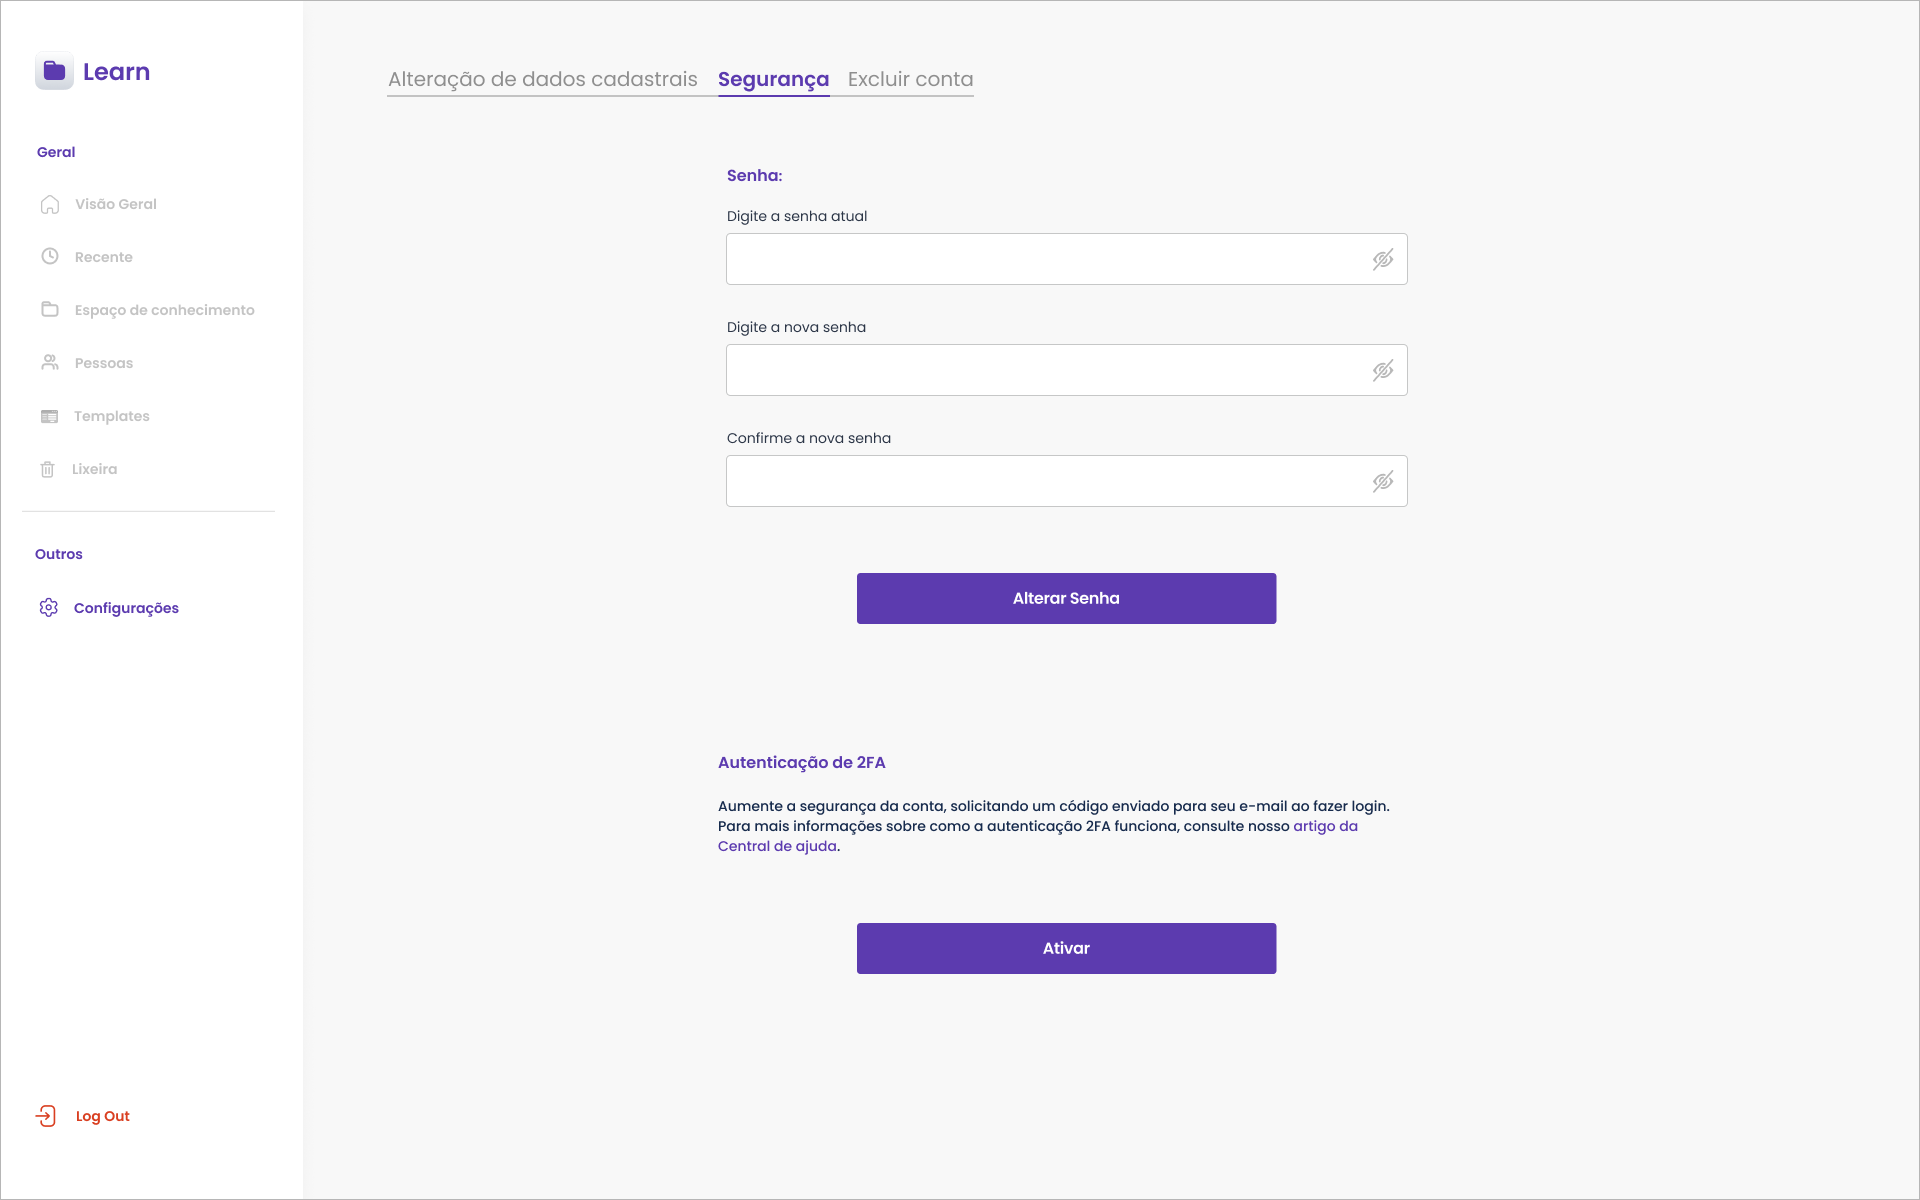 Learn
Geral
Visão Geral
Recente
Espaço de conhecimento
Pessoas
Templates
Lixeira
Outros
Configurações
Log Out
Alteração de dados cadastrais Segurança Excluir conta
Senha:
Digite a senha atual
Digite a nova senha
Confirme a nova senha
Alterar Senha
Autenticação de 2FA
Aumente a segurança da conta, solicitando um código enviado para seu e-mail ao fazer login.
Para mais informações sobre como a autenticação 2FA funciona, consulte nosso artigo da
Central de ajuda.
Ativar